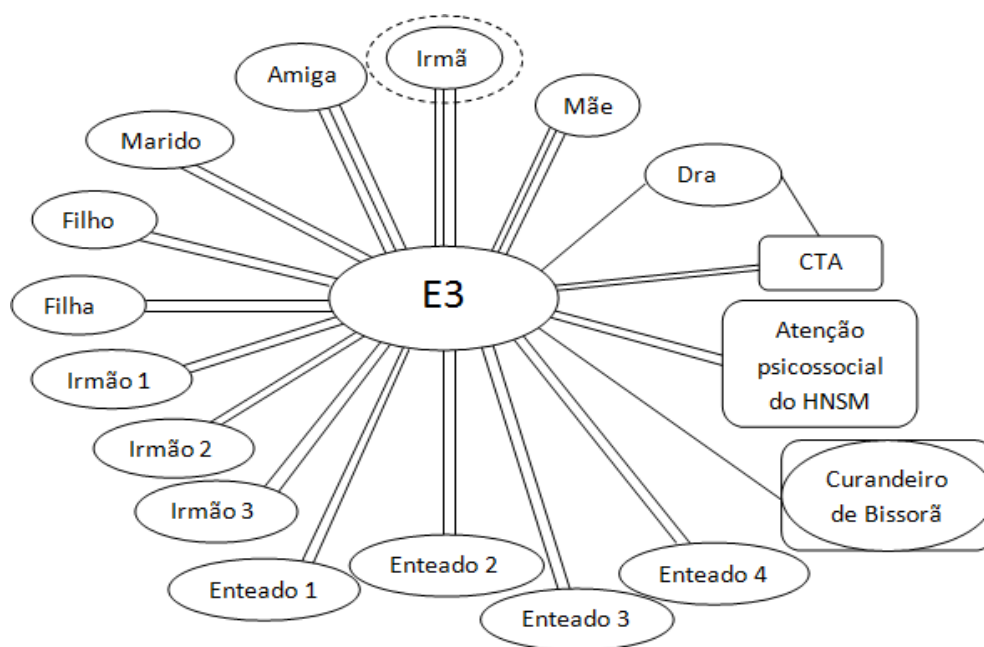 Irmã
Amiga
Mãe
Marido
Dra
Filho
CTA
E3
Filha
Atenção
psicossocial
do HNSM
Irmão 1
Irmão 2
Curandeiro
de Bissorã
Irmão 3
Enteado 1
Enteado 2
Enteado 4
Enteado 3